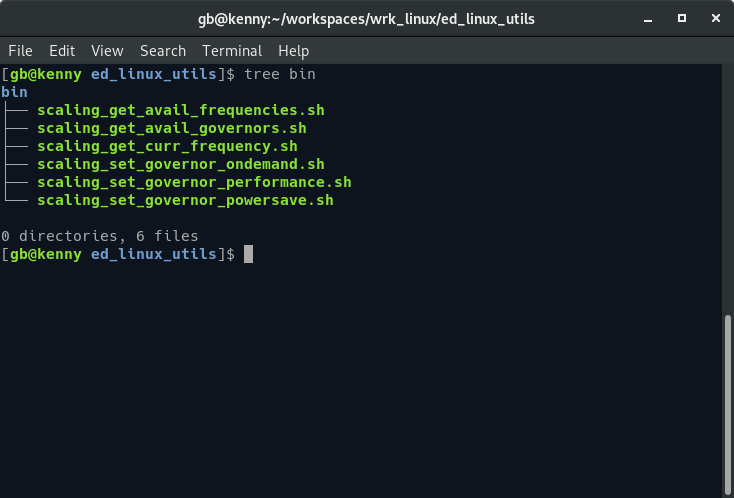 gb@kenny:~/workspaces/wrk_linux/ed_linux_utils
File Edit View Search Help
[gb@kenny ed_linux_utils]$ tree bin
bin
├── scaling_get_avail_frequencies.sh
├── scaling_get_avail_governors.sh
├── scaling_get_curr_frequency.sh
├── scaling_set_governor_ondemand.sh
├── scaling_set_governor_performance.sh
└── scaling_set_governor_powersave.sh
0 directories, 6 files
[gb@kenny ed_linux_utils]$